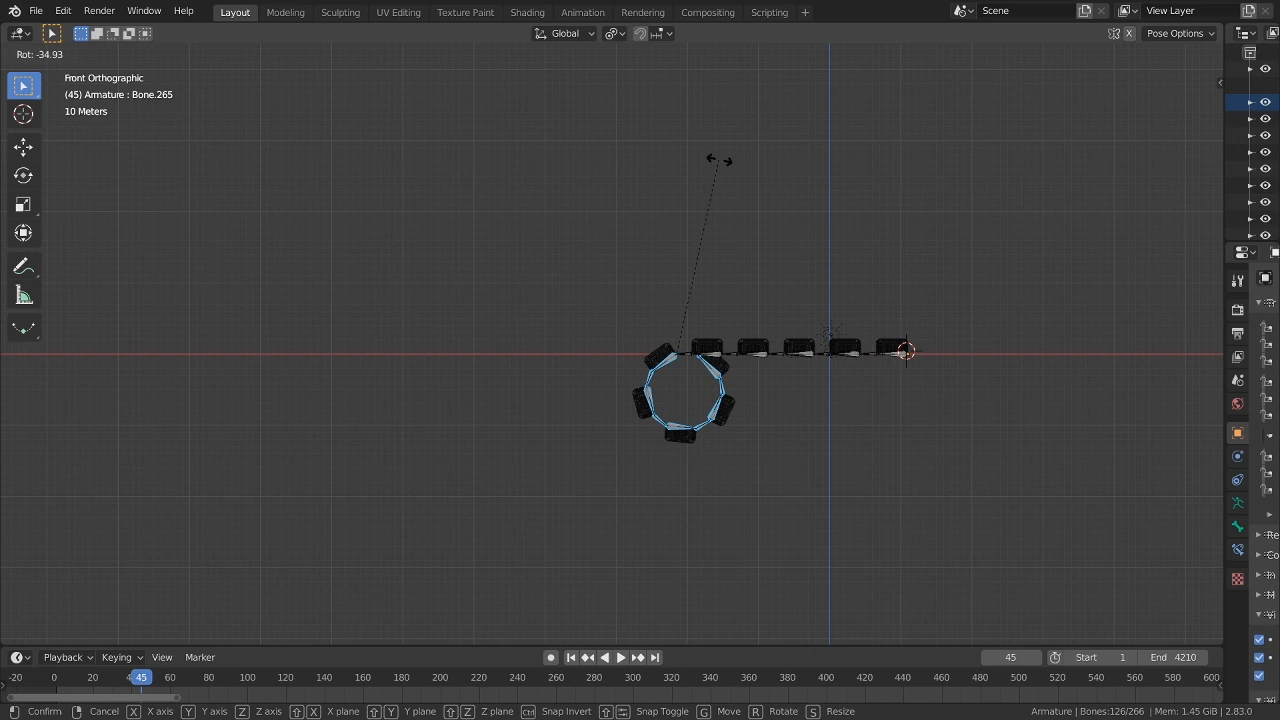 File Edit Render Window Help Layout Modeling Sculpting UV Editing Texture Paint Shading Animation Rendering Compositing Scripting + Scene View Layer
Global X Pose Options
Rot: -34.93
Front Orthographic
(45) Armature : Bone.265
10 Meters
Playback Keying View Marker 45 Start 1 End 4210
-20 0 20 45 60 80 100 120 140 160 180 200 220 240 260 280 300 320 340 360 380 400 420 440 460 480 500 520 540 560 580 600
Confirm Cancel X X axis Y Y axis Z Z axis X X plane Y Y plane Z Z plane Ctrl Snap Invert Snap Toggle G Move R Rotate S Resize Armature | Bones:126/266 | Mem: 1.45 GiB | 2.83.0